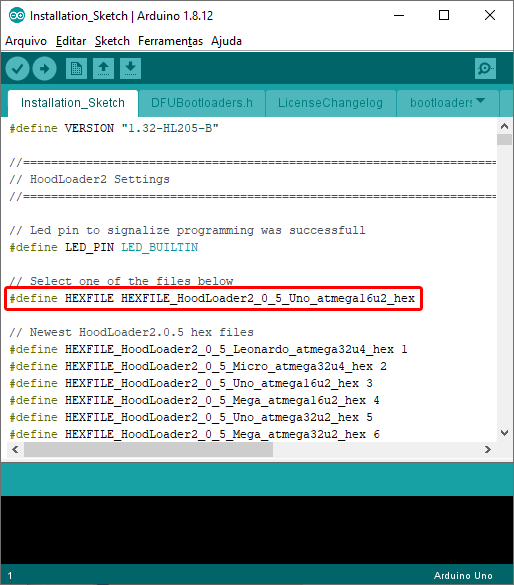 Installation_Sketch | Arduino 1.8.12
Arquivo Editar Sketch Ferramentas Ajuda
Installation_Sketch DFUBootloaders.h LicenseChangelog bootloaders
#define VERSION "1.32-HL205-B"
//======================================================================
// HoodLoader2 Settings
//======================================================================
// Led pin to signalize programming was successfull
#define LED_PIN LED_BUILTIN
// Select one of the files below
#define HEXFILE HEXFILE_HoodLoader2_0_5_Uno_atmega16u2_hex
// Newest HoodLoader2.0.5 hex files
#define HEXFILE_HoodLoader2_0_5_Leonardo_atmega32u4_hex 1
#define HEXFILE_HoodLoader2_0_5_Micro_atmega32u4_hex 2
#define HEXFILE_HoodLoader2_0_5_Uno_atmega16u2_hex 3
#define HEXFILE_HoodLoader2_0_5_Mega_atmega16u2_hex 4
#define HEXFILE_HoodLoader2_0_5_Uno_atmega32u2_hex 5
#define HEXFILE_HoodLoader2_0_5_Mega_atmega32u2_hex 6
1 Arduino Uno